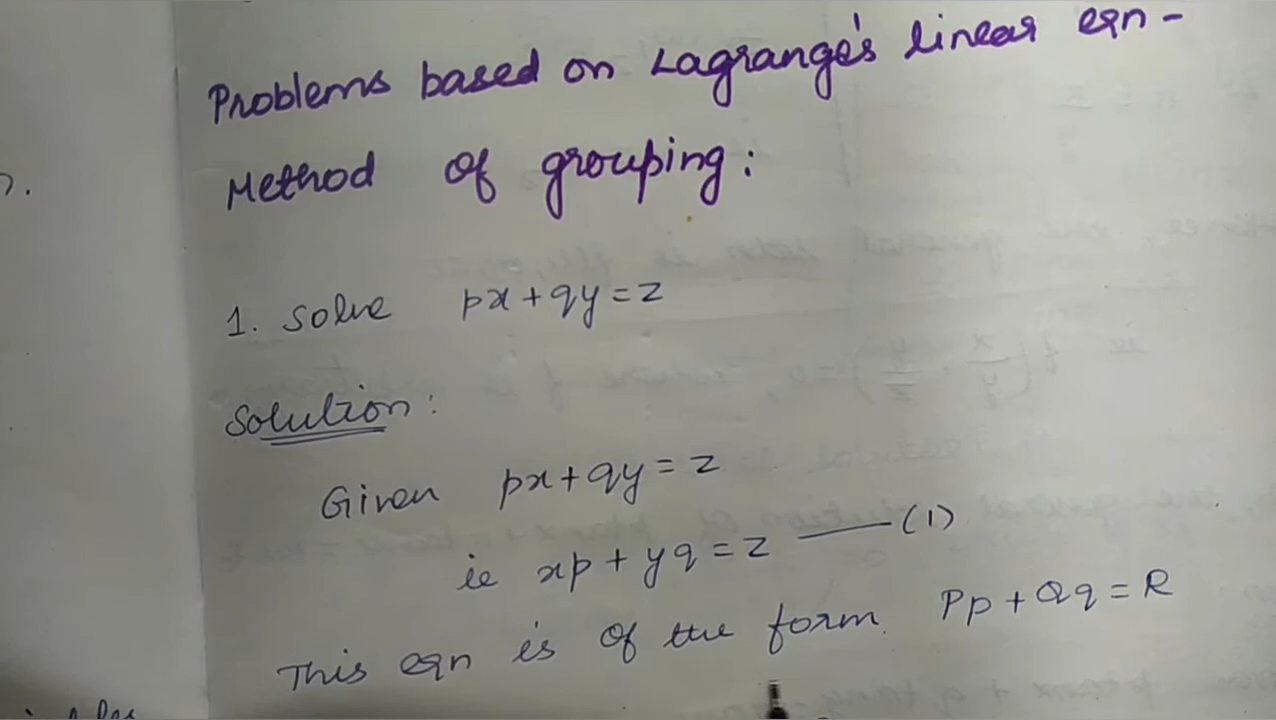 Problems based on Lagrange's linear eqn -
Method of grouping:
1. Solve px + qy = z
Solution:
Given px + qy = z
ie xp + yq = z —— (1)
This eqn is of the form Pp + Qq = R